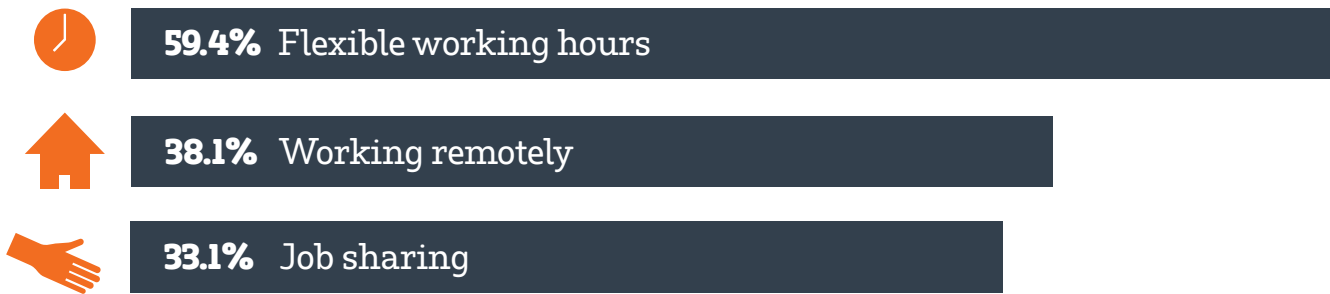 59.4% Flexible working hours
38.1% Working remotely
33.1% Job sharing